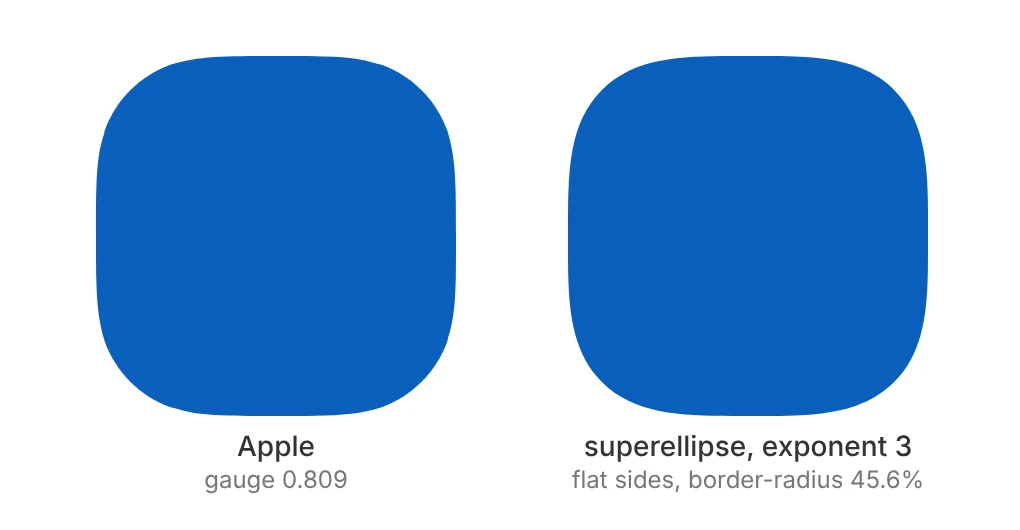 Apple
gauge 0.809
superellipse, exponent 3
flat sides, border-radius 45.6%